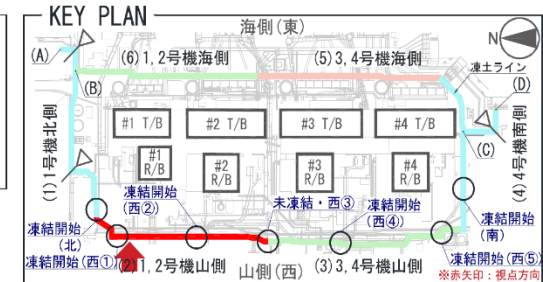 KEY PLAN
海側(東)
N
(A)
(6)1,2号機海側
(5)3,4号機海側
凍土ライン
(B)
(D)
#1 T/B
#2 T/B
#3 T/B
#4 T/B
(C)
(1)1号機北側
(4)4号機南側
#1
R/B
#2
R/B
#3
R/B
#4
R/B
凍結開始
(西②)
未凍結・西③
凍結開始
(西④)
凍結開始
(北)
凍結開始
(南)
凍結開始(西①)
(2)1,2号機山側
山側(西)
(3)3,4号機山側
凍結開始
(西⑤)
※赤矢印：視点方向